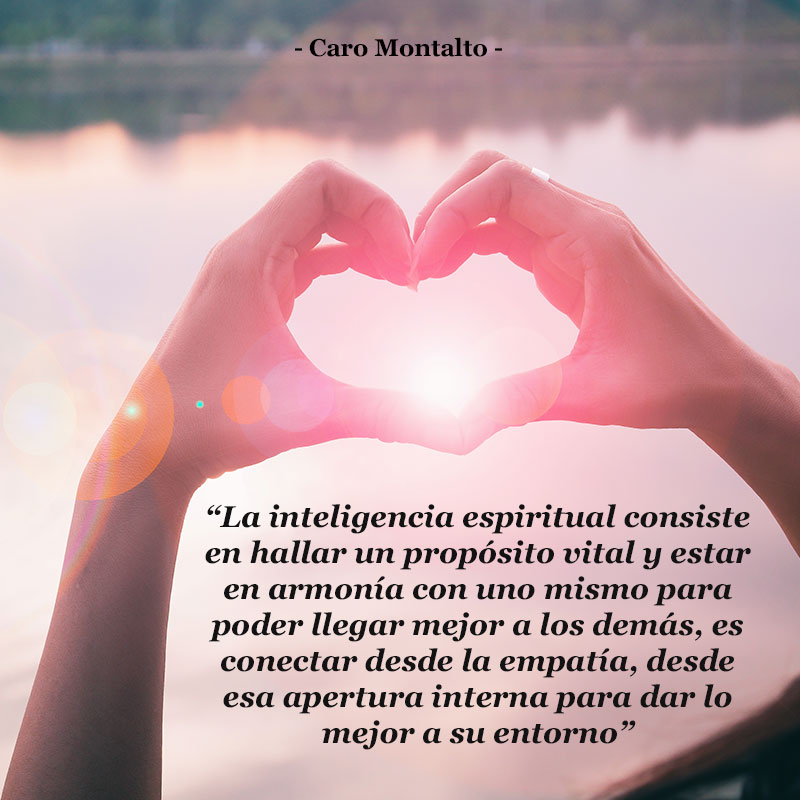 - Caro Montalto -
“La inteligencia espiritual consiste
en hallar un propósito vital y estar
en armonía con uno mismo para
poder llegar mejor a los demás, es
conectar desde la empatía, desde
esa apertura interna para dar lo
mejor a su entorno”